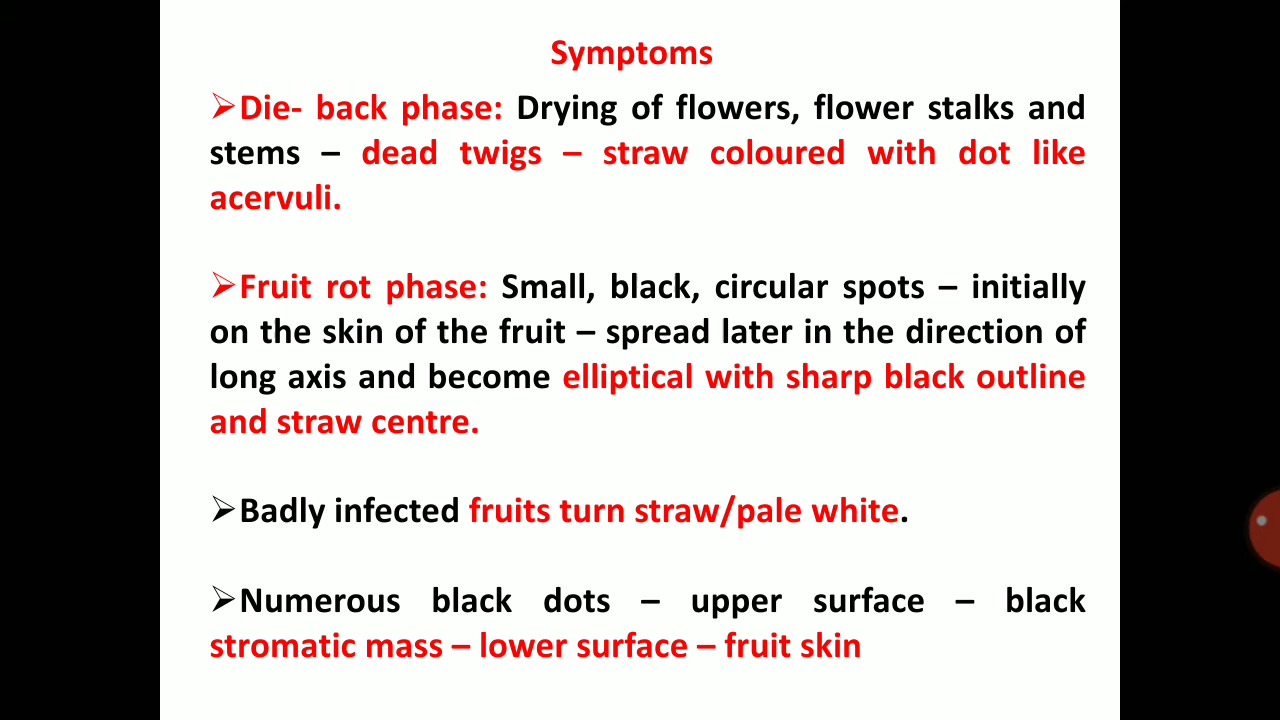 Symptoms
➢Die- back phase: Drying of flowers, flower stalks and
stems – dead twigs – straw coloured with dot like
acervuli.
➢Fruit rot phase: Small, black, circular spots – initially
on the skin of the fruit – spread later in the direction of
long axis and become elliptical with sharp black outline
and straw centre.
➢Badly infected fruits turn straw/pale white.
➢Numerous black dots – upper surface – black
stromatic mass – lower surface – fruit skin